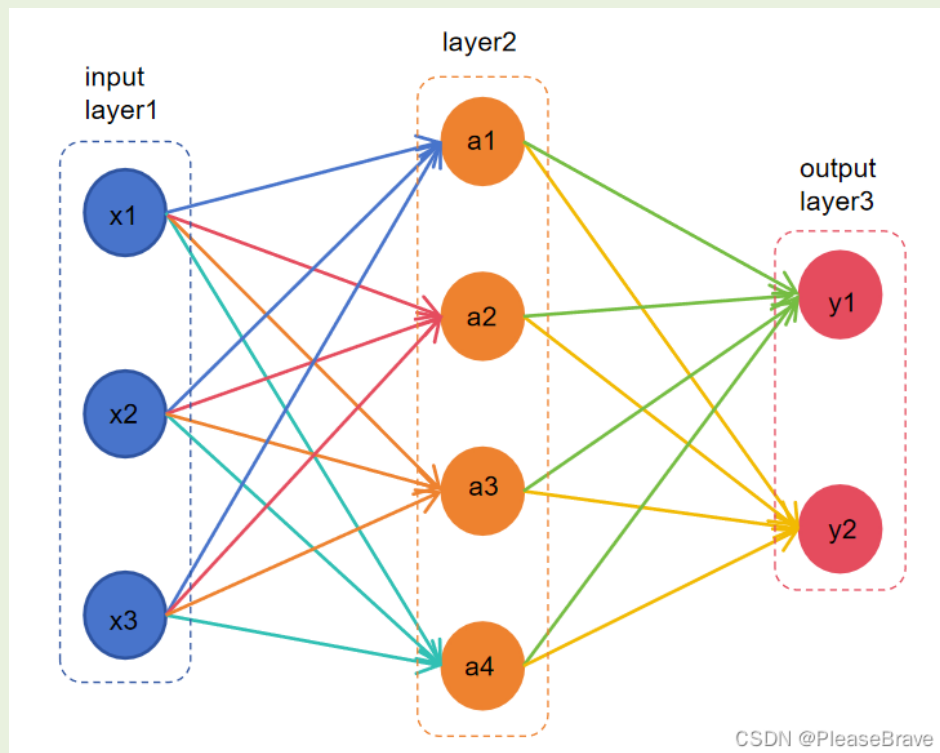 input
layer1
layer2
output
layer3
x1
x2
x3
a1
a2
a3
a4
y1
y2
CSDN @PleaseBrave